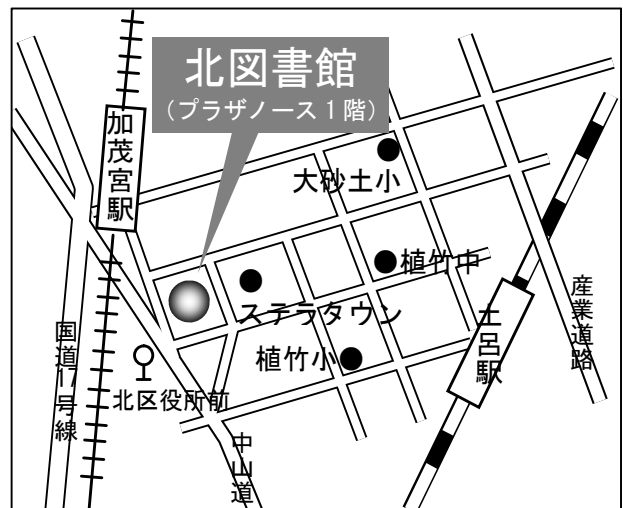 北図書館
（プラザノース１階）
加茂宮駅
大砂土小
植竹中
ステラタウン
植竹小
土呂駅
産業道路
国道17号線
北区役所前
中山道